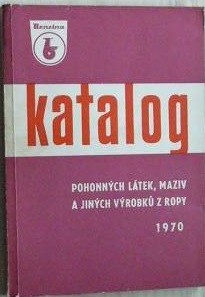 Benzina
katalog
POHONNÝCH LÁTEK, MAZIV
A JINÝCH VÝROBKŮ Z ROPY
1970